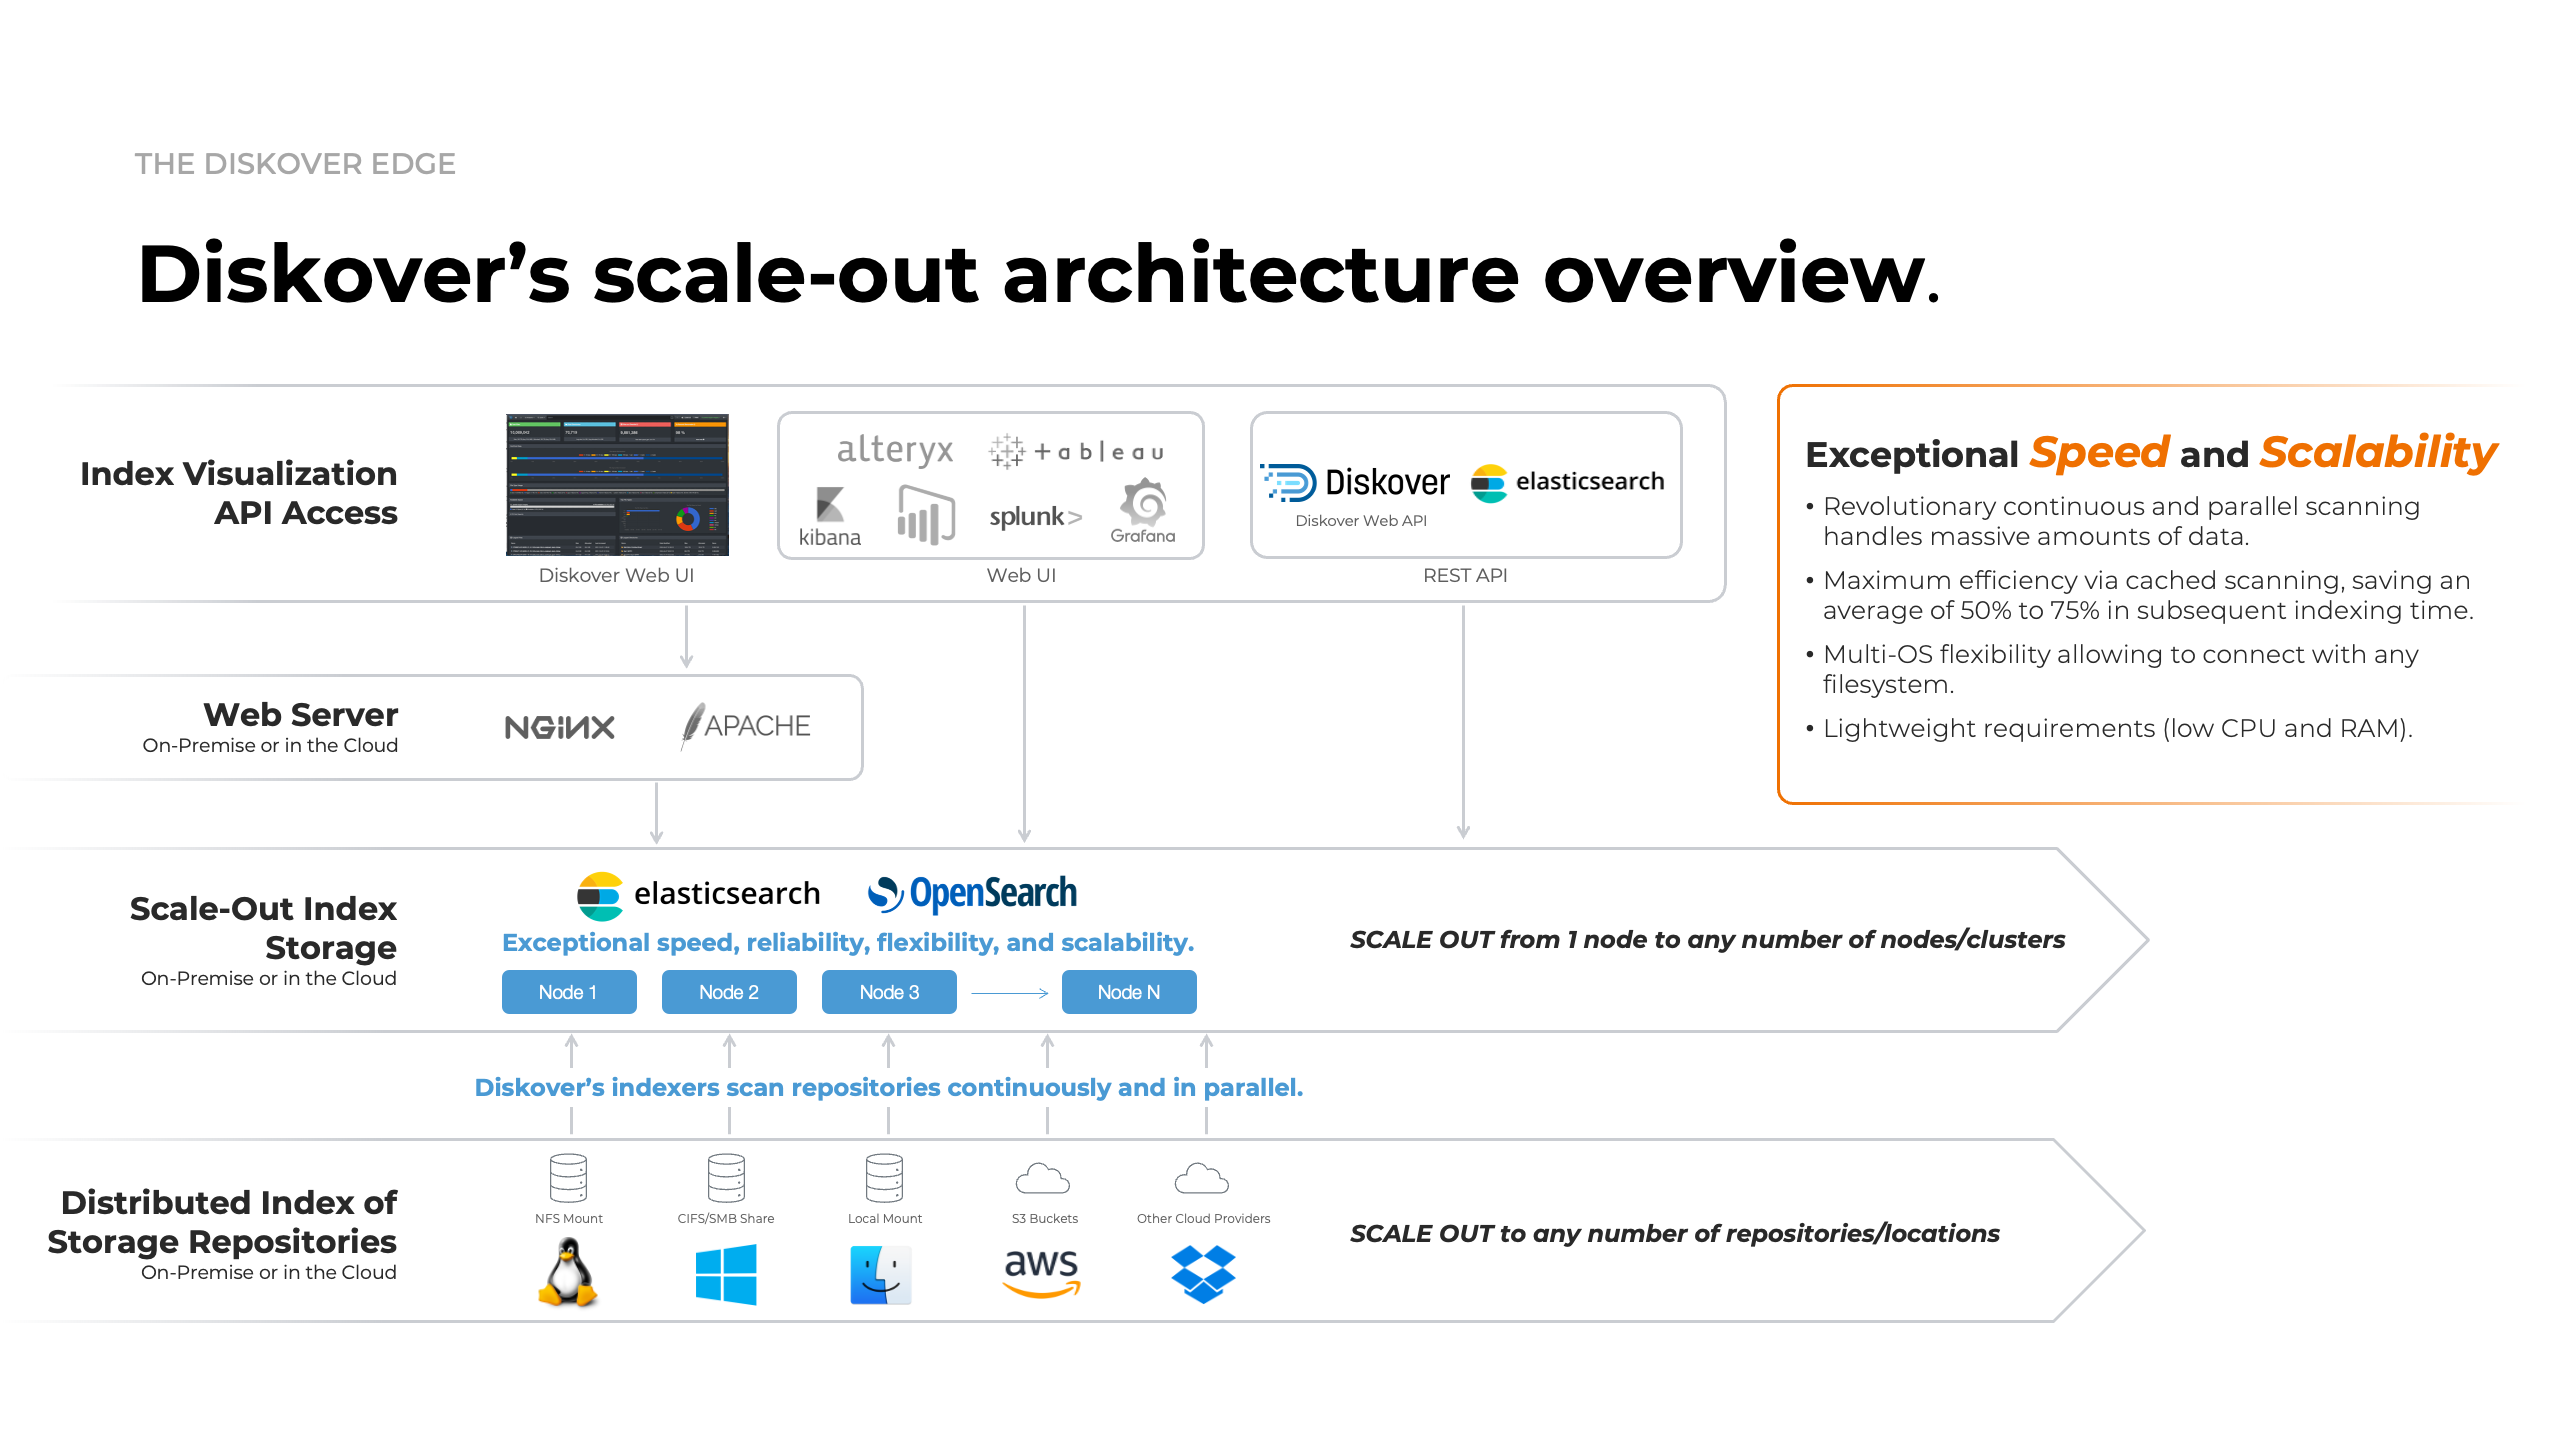 THE DISKOVER EDGE
Diskover’s scale-out architecture overview.
Index Visualization
API Access
Diskover Web UI
alteryx
+ableau
kibana
splunk>
Grafana
Web UI
Diskover
Diskover Web API
elasticsearch
REST API
Exceptional Speed and Scalability
• Revolutionary continuous and parallel scanning
handles massive amounts of data.
• Maximum efficiency via cached scanning, saving an
average of 50% to 75% in subsequent indexing time.
• Multi-OS flexibility allowing to connect with any
filesystem.
• Lightweight requirements (low CPU and RAM).
Web Server
On-Premise or in the Cloud
NGINX
APACHE
Scale-Out Index
Storage
On-Premise or in the Cloud
elasticsearch
OpenSearch
Exceptional speed, reliability, flexibility, and scalability.
Node 1
Node 2
Node 3
Node N
SCALE OUT from 1 node to any number of nodes/clusters
Diskover’s indexers scan repositories continuously and in parallel.
Distributed Index of
Storage Repositories
On-Premise or in the Cloud
NFS Mount
CIFS/SMB Share
Local Mount
S3 Buckets
Other Cloud Providers
aws
SCALE OUT to any number of repositories/locations